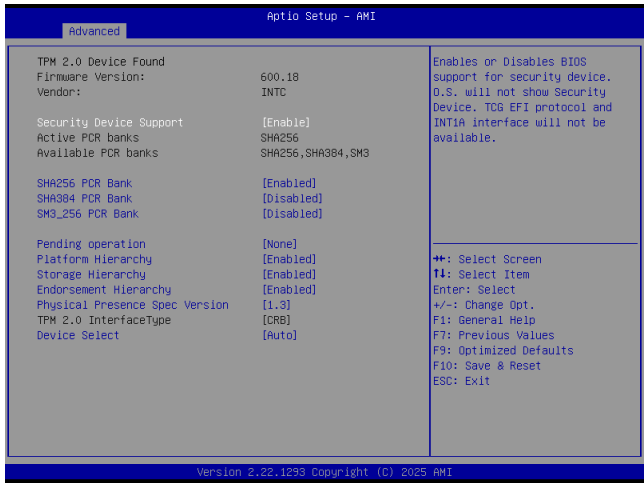 Aptio Setup - AMI
Advanced
TPM 2.0 Device Found
Firmware Version: 600.18
Vendor: INTC
Security Device Support [Enable]
Active PCR banks SHA256
Available PCR banks SHA256,SHA384,SM3
SHA256 PCR Bank [Enabled]
SHA384 PCR Bank [Disabled]
SM3_256 PCR Bank [Disabled]
Pending operation [None]
Platform Hierarchy [Enabled]
Storage Hierarchy [Enabled]
Endorsement Hierarchy [Enabled]
Physical Presence Spec Version [1.3]
TPM 2.0 InterfaceType [CRB]
Device Select [Auto]
Enables or Disables BIOS
support for security device.
O.S. will not show Security
Device. TCG EFI protocol and
INT1A interface will not be
available.
→←: Select Screen
↑↓: Select Item
Enter: Select
+/-: Change Opt.
F1: General Help
F7: Previous Values
F9: Optimized Defaults
F10: Save & Reset
ESC: Exit
Version 2.22.1293 Copyright (C) 2025 AMI